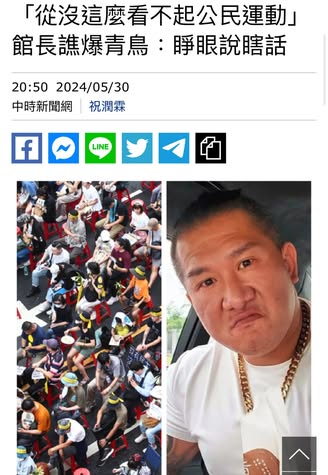 「從沒這麼看不起公民運動」
館長譙爆青鳥：睜眼說瞎話
20:50 2024/05/30
中時新聞網 | 祝潤霖
LINE